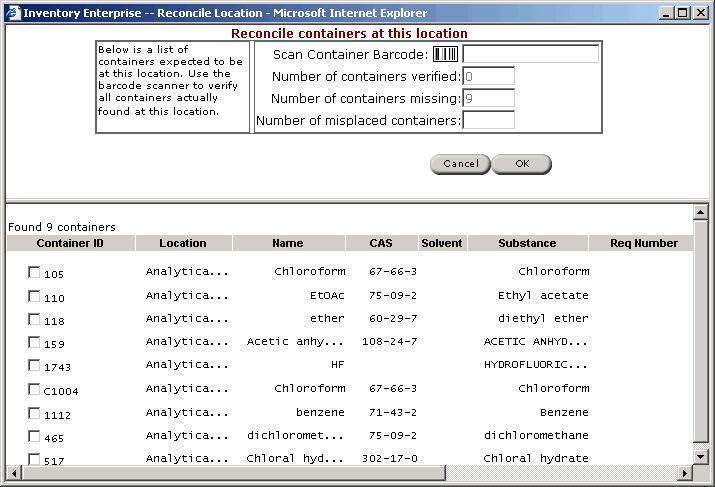 Inventory Enterprise -- Reconcile Location - Microsoft Internet Explorer
Reconcile containers at this location
Below is a list of
containers expected to be
at this location. Use the
barcode scanner to verify
all containers actually
found at this location.
Scan Container Barcode:
Number of containers verified: 0
Number of containers missing: 9
Number of misplaced containers:
Cancel OK
Found 9 containers
Container ID Location Name CAS Solvent Substance Req Number
105 Analytica... Chloroform 67-66-3 Chloroform
110 Analytica... EtOAc 75-09-2 Ethyl acetate
118 Analytica... ether 60-29-7 diethyl ether
159 Analytica... Acetic anhy... 108-24-7 ACETIC ANHYD...
1743 Analytica... HF HYDROFLUORIC...
C1004 Analytica... Chloroform 67-66-3 Chloroform
1112 Analytica... benzene 71-43-2 Benzene
465 Analytica... dichloromet... 75-09-2 dichloromethane
517 Analytica... Chloral hyd... 302-17-0 Chloral hydrate